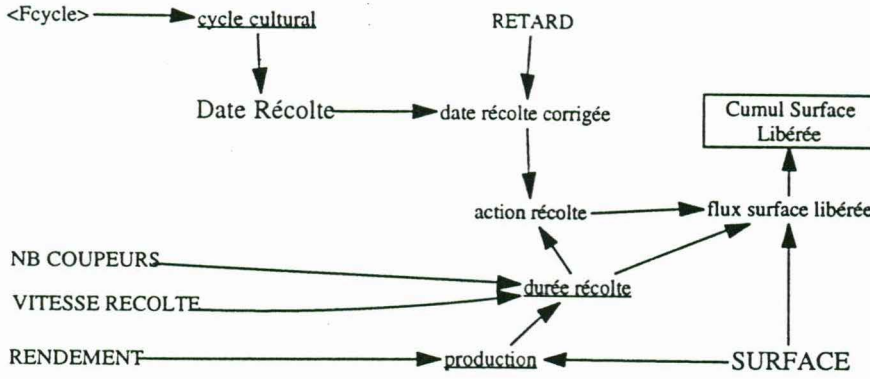 <Fcycle>
cycle cultural
RETARD
Date Récolte
date récolte corrigée
Cumul Surface
Libérée
action récolte
flux surface libérée
NB COUPEURS
durée récolte
VITESSE RECOLTE
RENDEMENT
production
SURFACE